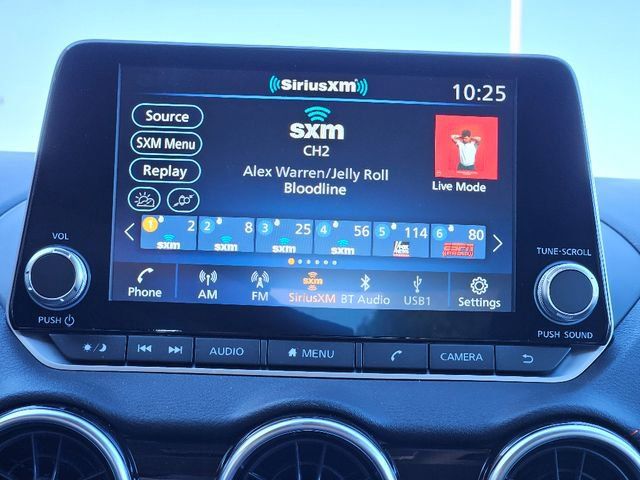 SiriusXM
10:25
Source
SXM Menu
Replay
sxm
CH2
Alex Warren/Jelly Roll
Bloodline
Live Mode
1 2 sxm
2 8 sxm
3 25 sxm
4 56 sxm
5 114
6 80 ESPN
Phone
AM
FM
SiriusXM
BT Audio
USB1
Settings
VOL
PUSH
TUNE·SCROLL
PUSH SOUND
AUDIO
MENU
CAMERA